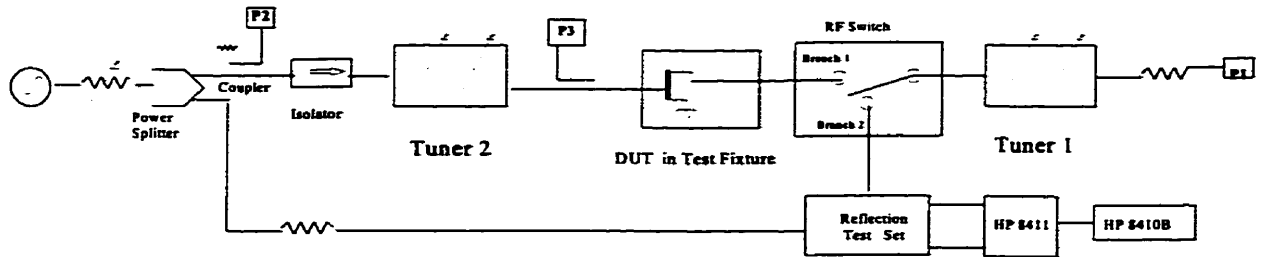 P2
P3
RF Switch
Branch 1
Coupler
P1
Isolator
Power
Splitter
Branch 2
Tuner 2
DUT in Test Fixture
Tuner 1
Reflection
Test Set
HP 8411
HP 8410B